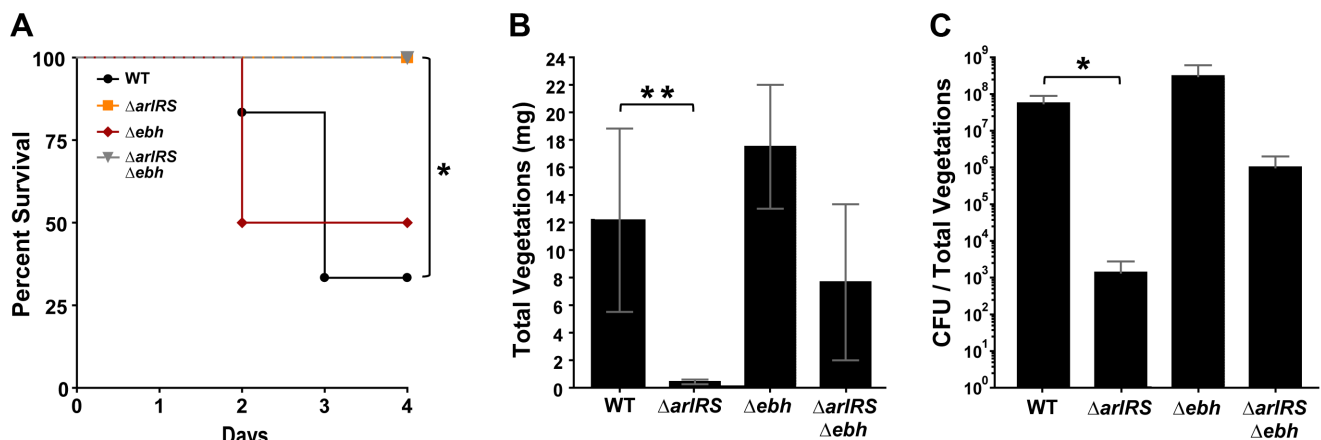 A
Percent Survival
100
75
50
25
0
0 1 2 3 4
Days
WT
ΔarlRS
Δebh
ΔarlRS
Δebh
*
B
Total Vegetations (mg)
24
22
20
18
16
14
12
10
8
6
4
2
0
**
WT ΔarlRS Δebh ΔarlRS
Δebh
C
CFU / Total Vegetations
10⁹
10⁸
10⁷
10⁶
10⁵
10⁴
10³
10²
10¹
10⁰
*
WT ΔarlRS Δebh ΔarlRS
Δebh